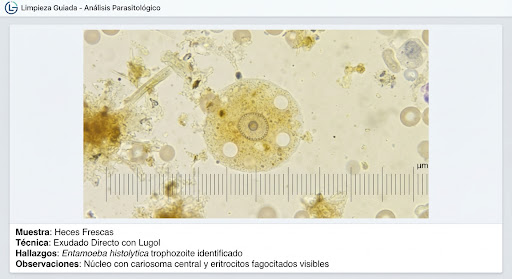 Limpieza Guiada - Análisis Parasitológico
µm
Muestra: Heces Frescas
Técnica: Exudado Directo con Lugol
Hallazgos: Entamoeba histolytica trophozoite identificado
Observaciones: Núcleo con cariosoma central y eritrocitos fagocitados visibles